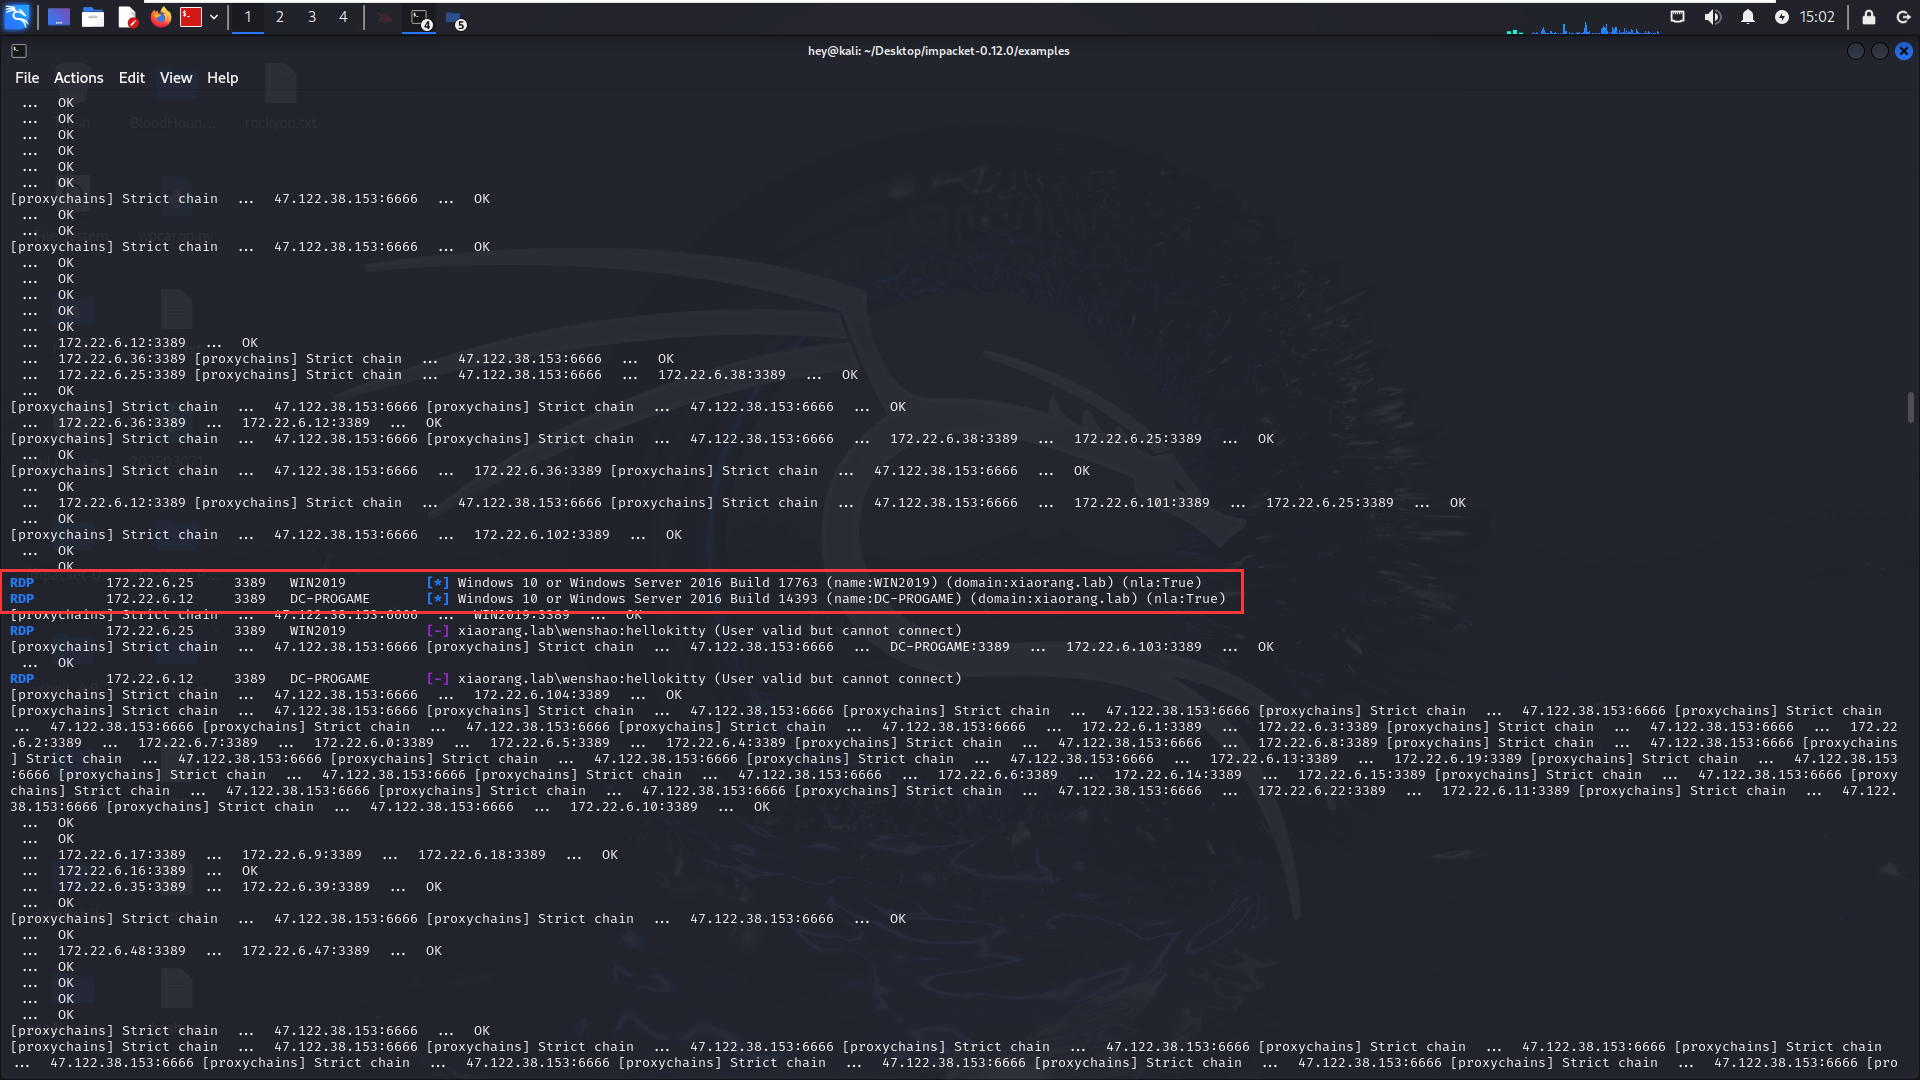 1 2 3 4 4 5 15:02
hey@kali: ~/Desktop/impacket-0.12.0/examples
File Actions Edit View Help
... OK
... OK
... OK
... OK
... OK
... OK
[proxychains] Strict chain ... 47.122.38.153:6666 ... OK
... OK
... OK
[proxychains] Strict chain ... 47.122.38.153:6666 ... OK
... OK
... OK
... OK
... OK
... OK
... 172.22.6.12:3389 ... OK
... 172.22.6.36:3389 [proxychains] Strict chain ... 47.122.38.153:6666 ... OK
... 172.22.6.25:3389 [proxychains] Strict chain ... 47.122.38.153:6666 ... 172.22.6.38:3389 ... OK
... OK
[proxychains] Strict chain ... 47.122.38.153:6666 [proxychains] Strict chain ... 47.122.38.153:6666 ... OK
... 172.22.6.36:3389 ... 172.22.6.12:3389 ... OK
[proxychains] Strict chain ... 47.122.38.153:6666 [proxychains] Strict chain ... 47.122.38.153:6666 ... 172.22.6.38:3389 ... 172.22.6.25:3389 ... OK
... OK
[proxychains] Strict chain ... 47.122.38.153:6666 ... 172.22.6.36:3389 [proxychains] Strict chain ... 47.122.38.153:6666 ... OK
... OK
... 172.22.6.12:3389 [proxychains] Strict chain ... 47.122.38.153:6666 [proxychains] Strict chain ... 47.122.38.153:6666 ... 172.22.6.101:3389 ... 172.22.6.25:3389 ... OK
... OK
[proxychains] Strict chain ... 47.122.38.153:6666 ... 172.22.6.102:3389 ... OK
... OK
... OK
RDP 172.22.6.25 3389 WIN2019 [*] Windows 10 or Windows Server 2016 Build 17763 (name:WIN2019) (domain:xiaorang.lab) (nla:True)
RDP 172.22.6.12 3389 DC-PROGAME [*] Windows 10 or Windows Server 2016 Build 14393 (name:DC-PROGAME) (domain:xiaorang.lab) (nla:True)
[proxychains] Strict chain ... 47.122.38.153:6666 ... WIN2019:3389 ... OK
RDP 172.22.6.25 3389 WIN2019 [-] xiaorang.lab\wenshao:hellokitty (User valid but cannot connect)
[proxychains] Strict chain ... 47.122.38.153:6666 [proxychains] Strict chain ... 47.122.38.153:6666 ... DC-PROGAME:3389 ... 172.22.6.103:3389 ... OK
... OK
RDP 172.22.6.12 3389 DC-PROGAME [-] xiaorang.lab\wenshao:hellokitty (User valid but cannot connect)
[proxychains] Strict chain ... 47.122.38.153:6666 ... 172.22.6.104:3389 ... OK
[proxychains] Strict chain ... 47.122.38.153:6666 [proxychains] Strict chain ... 47.122.38.153:6666 [proxychains] Strict chain ... 47.122.38.153:6666 [proxychains] Strict chain ... 47.122.38.153:6666 [proxychains] Strict chain
... 47.122.38.153:6666 [proxychains] Strict chain ... 47.122.38.153:6666 [proxychains] Strict chain ... 47.122.38.153:6666 ... 172.22.6.1:3389 ... 172.22.6.3:3389 [proxychains] Strict chain ... 47.122.38.153:6666 ... 172.22
.6.2:3389 ... 172.22.6.7:3389 ... 172.22.6.0:3389 ... 172.22.6.5:3389 ... 172.22.6.4:3389 [proxychains] Strict chain ... 47.122.38.153:6666 ... 172.22.6.8:3389 [proxychains] Strict chain ... 47.122.38.153:6666 [proxychains
] Strict chain ... 47.122.38.153:6666 [proxychains] Strict chain ... 47.122.38.153:6666 [proxychains] Strict chain ... 47.122.38.153:6666 ... 172.22.6.13:3389 ... 172.22.6.19:3389 [proxychains] Strict chain ... 47.122.38.153
:6666 [proxychains] Strict chain ... 47.122.38.153:6666 [proxychains] Strict chain ... 47.122.38.153:6666 ... 172.22.6.6:3389 ... 172.22.6.14:3389 ... 172.22.6.15:3389 [proxychains] Strict chain ... 47.122.38.153:6666 [proxy
chains] Strict chain ... 47.122.38.153:6666 [proxychains] Strict chain ... 47.122.38.153:6666 [proxychains] Strict chain ... 47.122.38.153:6666 ... 172.22.6.22:3389 ... 172.22.6.11:3389 [proxychains] Strict chain ... 47.122.
38.153:6666 [proxychains] Strict chain ... 47.122.38.153:6666 ... 172.22.6.10:3389 ... OK
... OK
... OK
... 172.22.6.17:3389 ... 172.22.6.9:3389 ... 172.22.6.18:3389 ... OK
... 172.22.6.16:3389 ... OK
... 172.22.6.35:3389 ... 172.22.6.39:3389 ... OK
... OK
[proxychains] Strict chain ... 47.122.38.153:6666 [proxychains] Strict chain ... 47.122.38.153:6666 ... OK
... OK
... 172.22.6.48:3389 ... 172.22.6.47:3389 ... OK
... OK
... OK
... OK
... OK
[proxychains] Strict chain ... 47.122.38.153:6666 ... OK
[proxychains] Strict chain ... 47.122.38.153:6666 [proxychains] Strict chain ... 47.122.38.153:6666 [proxychains] Strict chain ... 47.122.38.153:6666 [proxychains] Strict chain ... 47.122.38.153:6666 [proxychains] Strict chain
... 47.122.38.153:6666 [proxychains] Strict chain ... 47.122.38.153:6666 [proxychains] Strict chain ... 47.122.38.153:6666 [proxychains] Strict chain ... 47.122.38.153:6666 [proxychains] Strict chain ... 47.122.38.153:6666 [pro